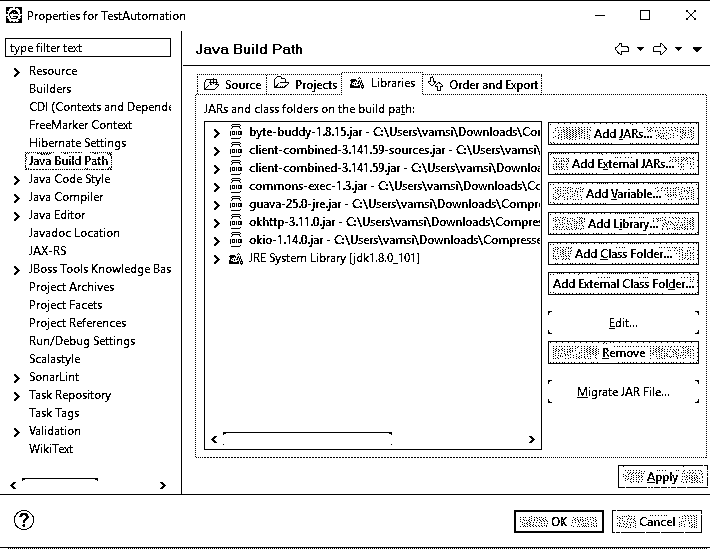 Properties for TestAutomation
type filter text
Resource
Builders
CDI (Contexts and Depende
FreeMarker Context
Hibernate Settings
Java Build Path
Java Code Style
Java Compiler
Java Editor
Javadoc Location
JAX-RS
JBoss Tools Knowledge Bas
Project Archives
Project Facets
Project References
Run/Debug Settings
Scalastyle
SonarLint
Task Repository
Task Tags
Validation
WikiText
Java Build Path
Source
Projects
Libraries
Order and Export
JARs and class folders on the build path:
byte-buddy-1.8.15.jar - C:\Users\vamsi\Downloads\Con
client-combined-3.141.59-sources.jar - C:\Users\vamsi
client-combined-3.141.59.jar - C:\Users\vamsi\Downloa
commons-exec-1.3.jar - C:\Users\vamsi\Downloads\Cc
guava-25.0-jre.jar - C:\Users\vamsi\Downloads\Compre
okhttp-3.11.0.jar - C:\Users\vamsi\Downloads\Compre
okio-1.14.0.jar - C:\Users\vamsi\Downloads\Compresse
JRE System Library [jdk1.8.0_101]
Add JARs...
Add External JARs...
Add Variable...
Add Library...
Add Class Folder...
Add External Class Folder...
Edit...
Remove
Migrate JAR File...
Apply
?
OK
Cancel